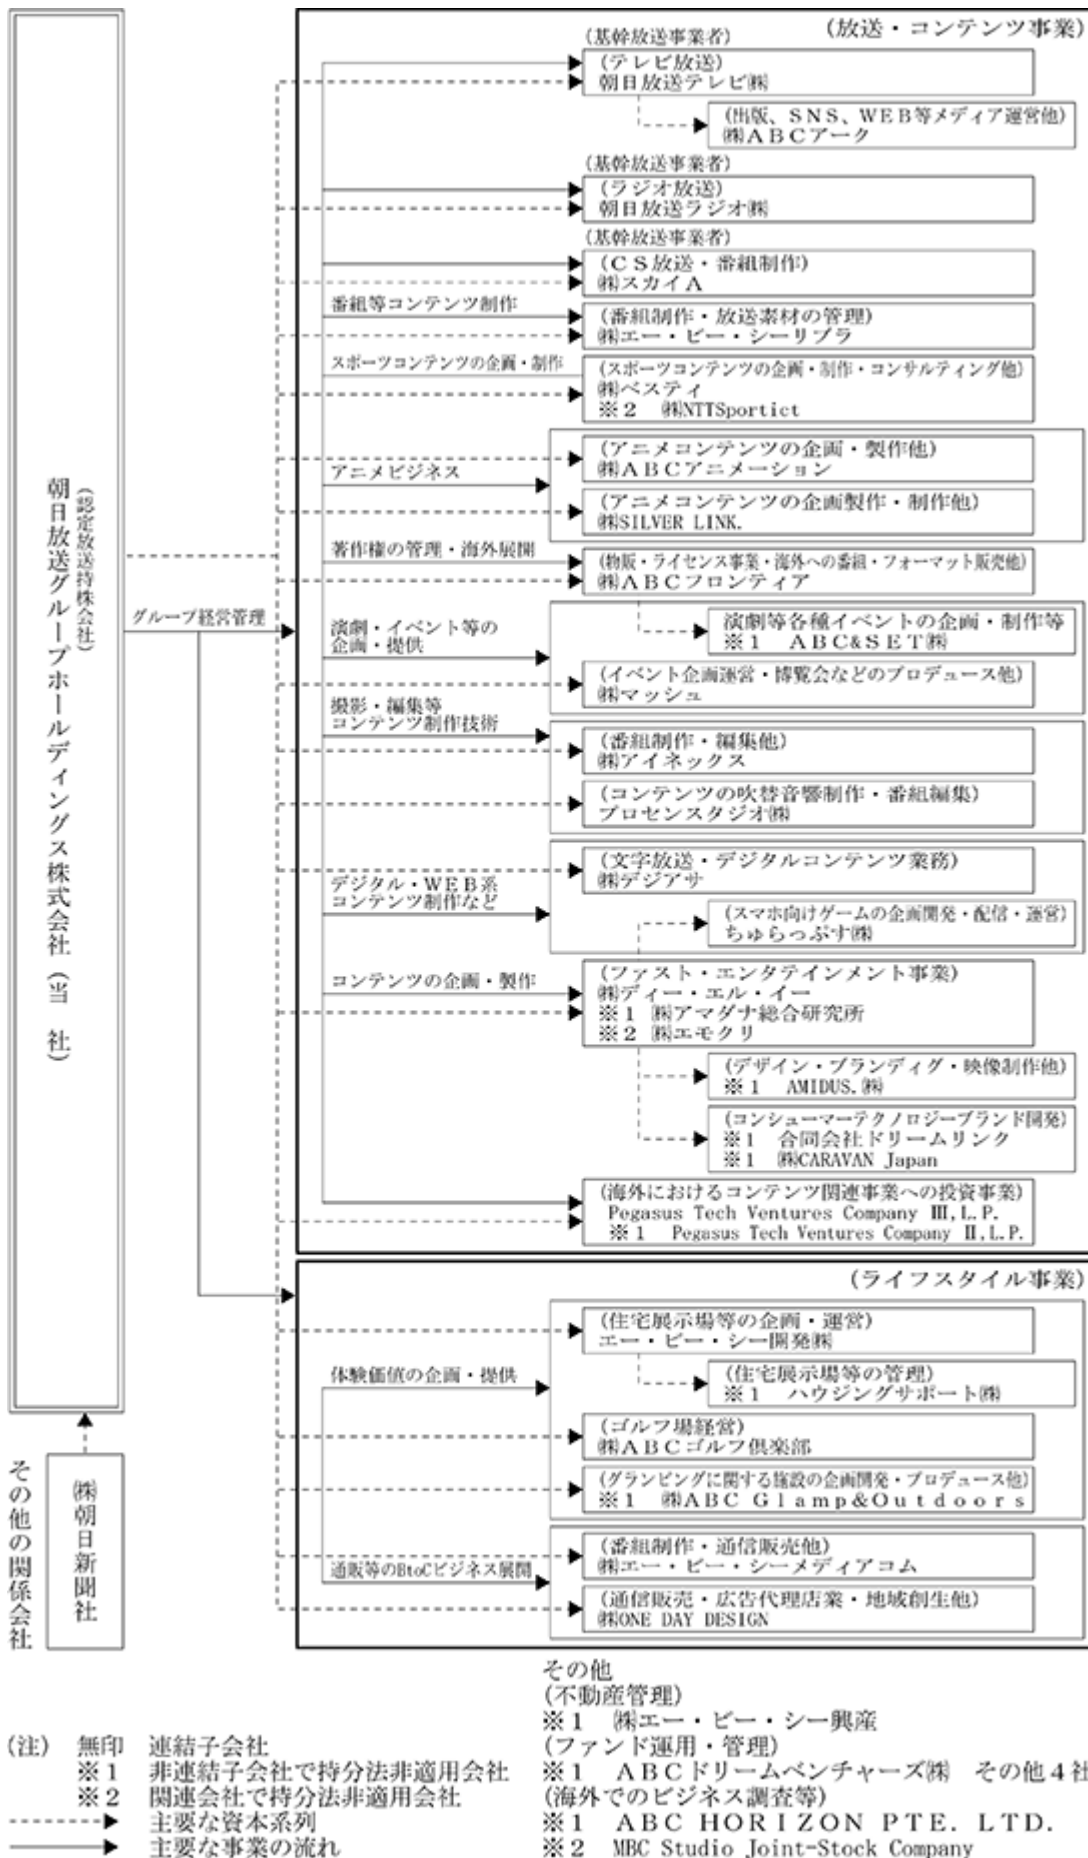 (認定放送持株会社)
朝日放送グループホールディングス株式会社(当 社)
グループ経営管理
その他の関係会社
㈱朝日新聞社
(放送・コンテンツ事業)
(基幹放送事業者)
(テレビ放送)
朝日放送テレビ㈱
(出版、SNS、WEB等メディア運営他)
㈱ABCアーク
(基幹放送事業者)
(ラジオ放送)
朝日放送ラジオ㈱
(基幹放送事業者)
(CS放送・番組制作)
㈱スカイA
番組等コンテンツ制作
(番組制作・放送素材の管理)
㈱エー・ビー・シーリブラ
スポーツコンテンツの企画・制作
(スポーツコンテンツの企画・制作・コンサルティング他)
㈱ベスティ
※2 ㈱NTTSportict
アニメビジネス
(アニメコンテンツの企画・製作他)
㈱ABCアニメーション
(アニメコンテンツの企画製作・制作他)
㈱SILVER LINK.
著作権の管理・海外展開
(物販・ライセンス事業・海外への番組・フォーマット販売他)
㈱ABCフロンティア
演劇・イベント等の
企画・提供
演劇等各種イベントの企画・制作等
※1 ABC&SET㈱
(イベント企画運営・博覧会などのプロデュース他)
㈱マッシュ
撮影・編集等
コンテンツ制作技術
(番組制作・編集他)
㈱アイネックス
(コンテンツの吹替音響制作・番組編集)
プロセンスタジオ㈱
デジタル・WEB系
コンテンツ制作など
(文字放送・デジタルコンテンツ業務)
㈱デジアサ
(スマホ向けゲームの企画開発・配信・運営)
ちゅらっぷす㈱
コンテンツの企画・製作
(ファスト・エンタテインメント事業)
㈱ディー・エル・イー
※1 ㈱アマダナ総合研究所
※2 ㈱エモクリ
(デザイン・ブランディグ・映像制作他)
※1 AMIDUS.㈱
(コンシューマーテクノロジーブランド開発)
※1 合同会社ドリームリンク
※1 ㈱CARAVAN Japan
(海外におけるコンテンツ関連事業への投資事業)
Pegasus Tech Ventures Company Ⅲ,L.P.
※1 Pegasus Tech Ventures Company Ⅱ,L.P.
(ライフスタイル事業)
体験価値の企画・提供
(住宅展示場等の企画・運営)
エー・ビー・シー開発㈱
(住宅展示場等の管理)
※1 ハウジングサポート㈱
(ゴルフ場経営)
㈱ABCゴルフ倶楽部
(グランピングに関する施設の企画開発・プロデュース他)
※1 ㈱ABC Glamp&Outdoors
通販等のBtoCビジネス展開
(番組制作・通信販売他)
㈱エー・ビー・シーメディアコム
(通信販売・広告代理店業・地域創生他)
㈱ONE DAY DESIGN
その他
(不動産管理)
※1 ㈱エー・ビー・シー興産
(ファンド運用・管理)
※1 ABCドリームベンチャーズ㈱ その他4社
(海外でのビジネス調査等)
※1 ABC HORIZON PTE. LTD.
※2 MBC Studio Joint-Stock Company
(注) 無印 連結子会社
※1 非連結子会社で持分法非適用会社
※2 関連会社で持分法非適用会社
主要な資本系列
主要な事業の流れ